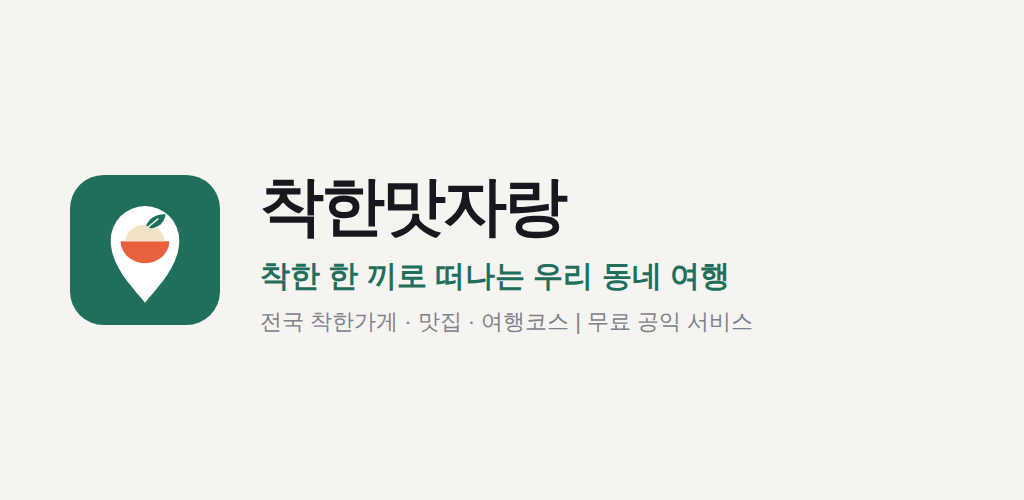 착한맛자랑
착한 한 끼로 떠나는 우리 동네 여행
전국 착한가게 · 맛집 · 여행코스 | 무료 공익 서비스